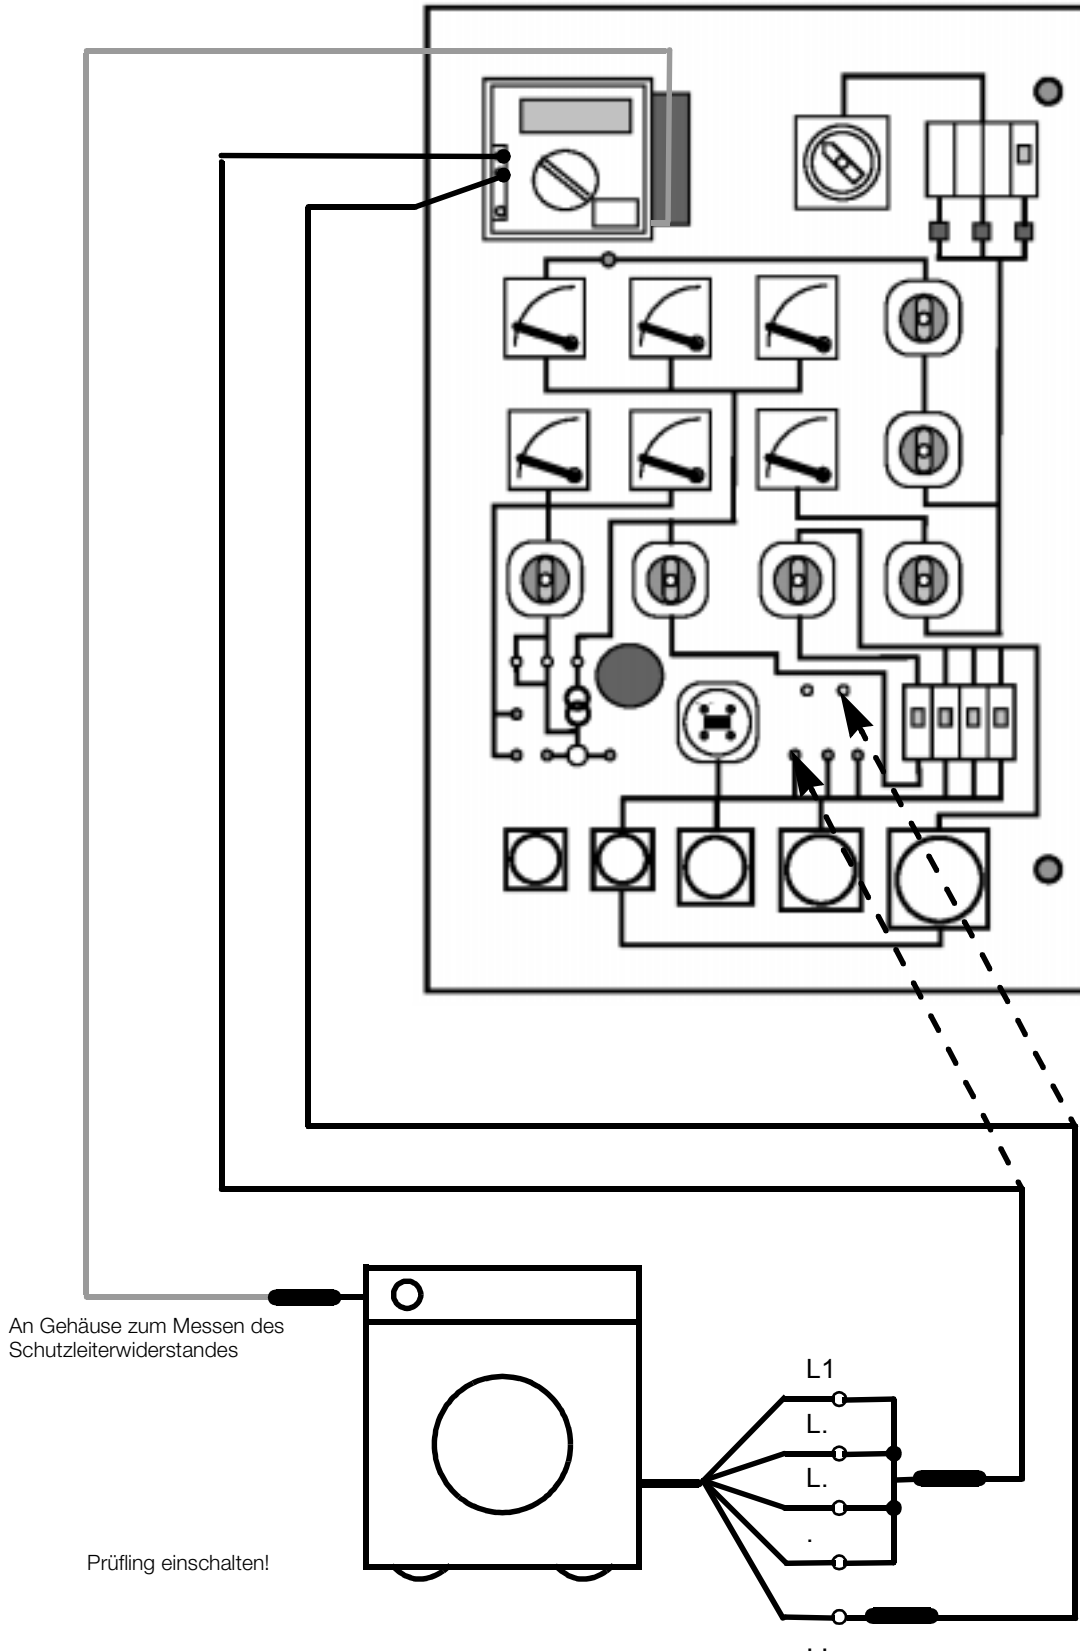 An Gehäuse zum Messen des
Schutzleiterwiderstandes
L1
L.
L.
.
Prüfling einschalten!
. .